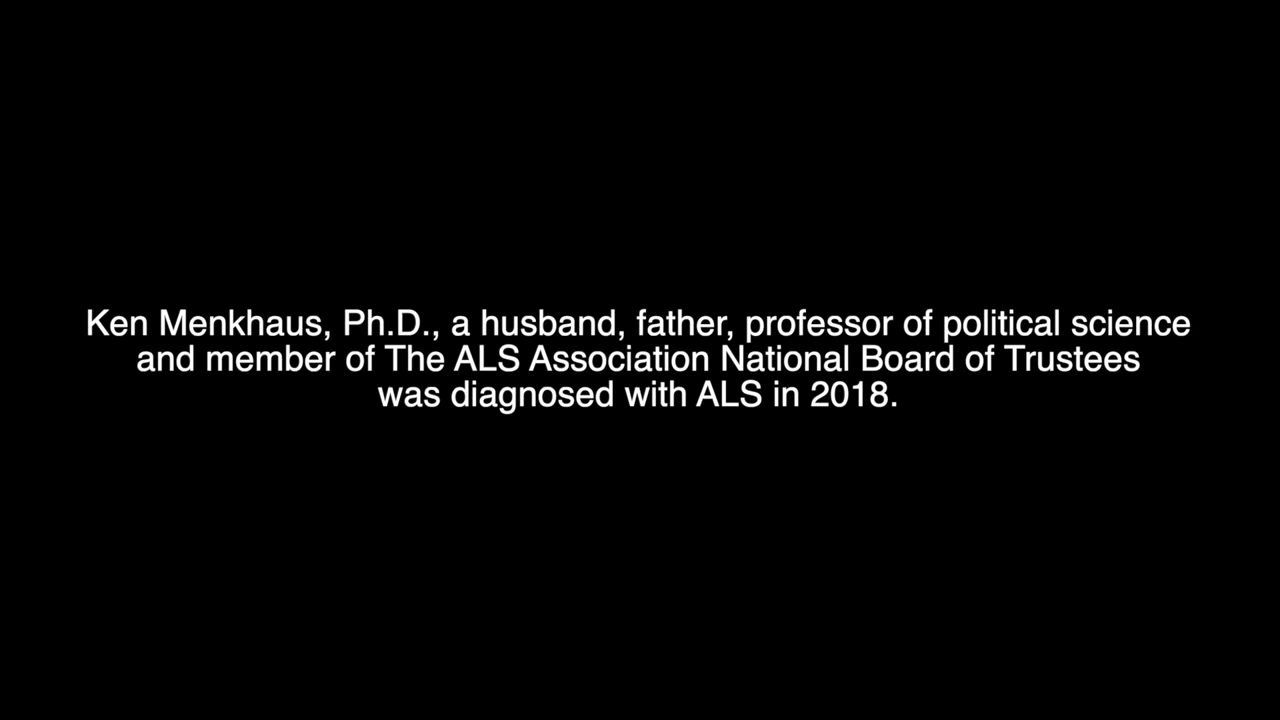 Ken Menkhaus, Ph.D., a husband, father, professor of political science
and member of The ALS Association National Board of Trustees
was diagnosed with ALS in 2018.